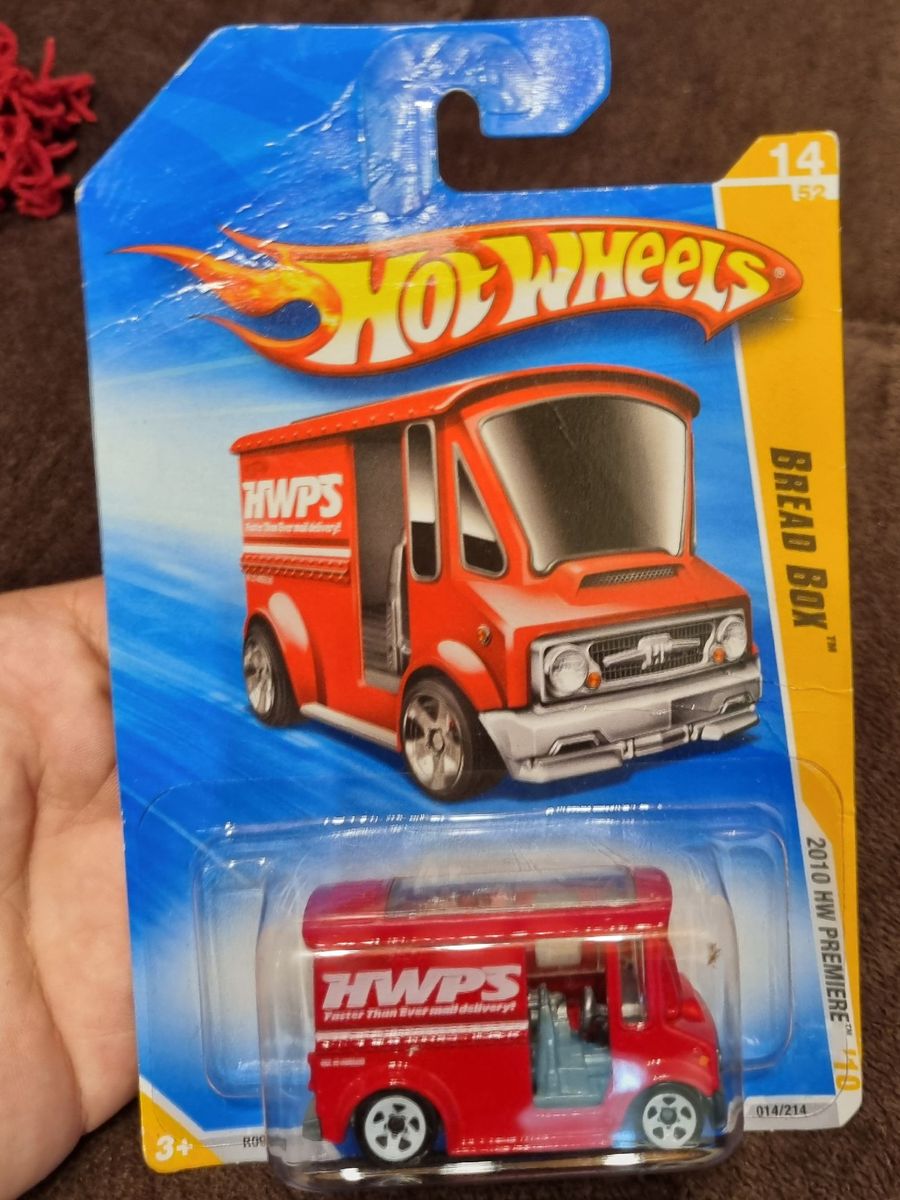 14
52
HOT WHEELS®
BREAD BOX™
HWPS
Faster Than Ever mail delivery!
2010 HW PREMIERE™ '10
HWPS
Faster Than Ever mail delivery!
3+
R09
014/214